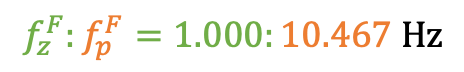 $f_z^F : f_p^F = 1.000 : 10.467$ Hz